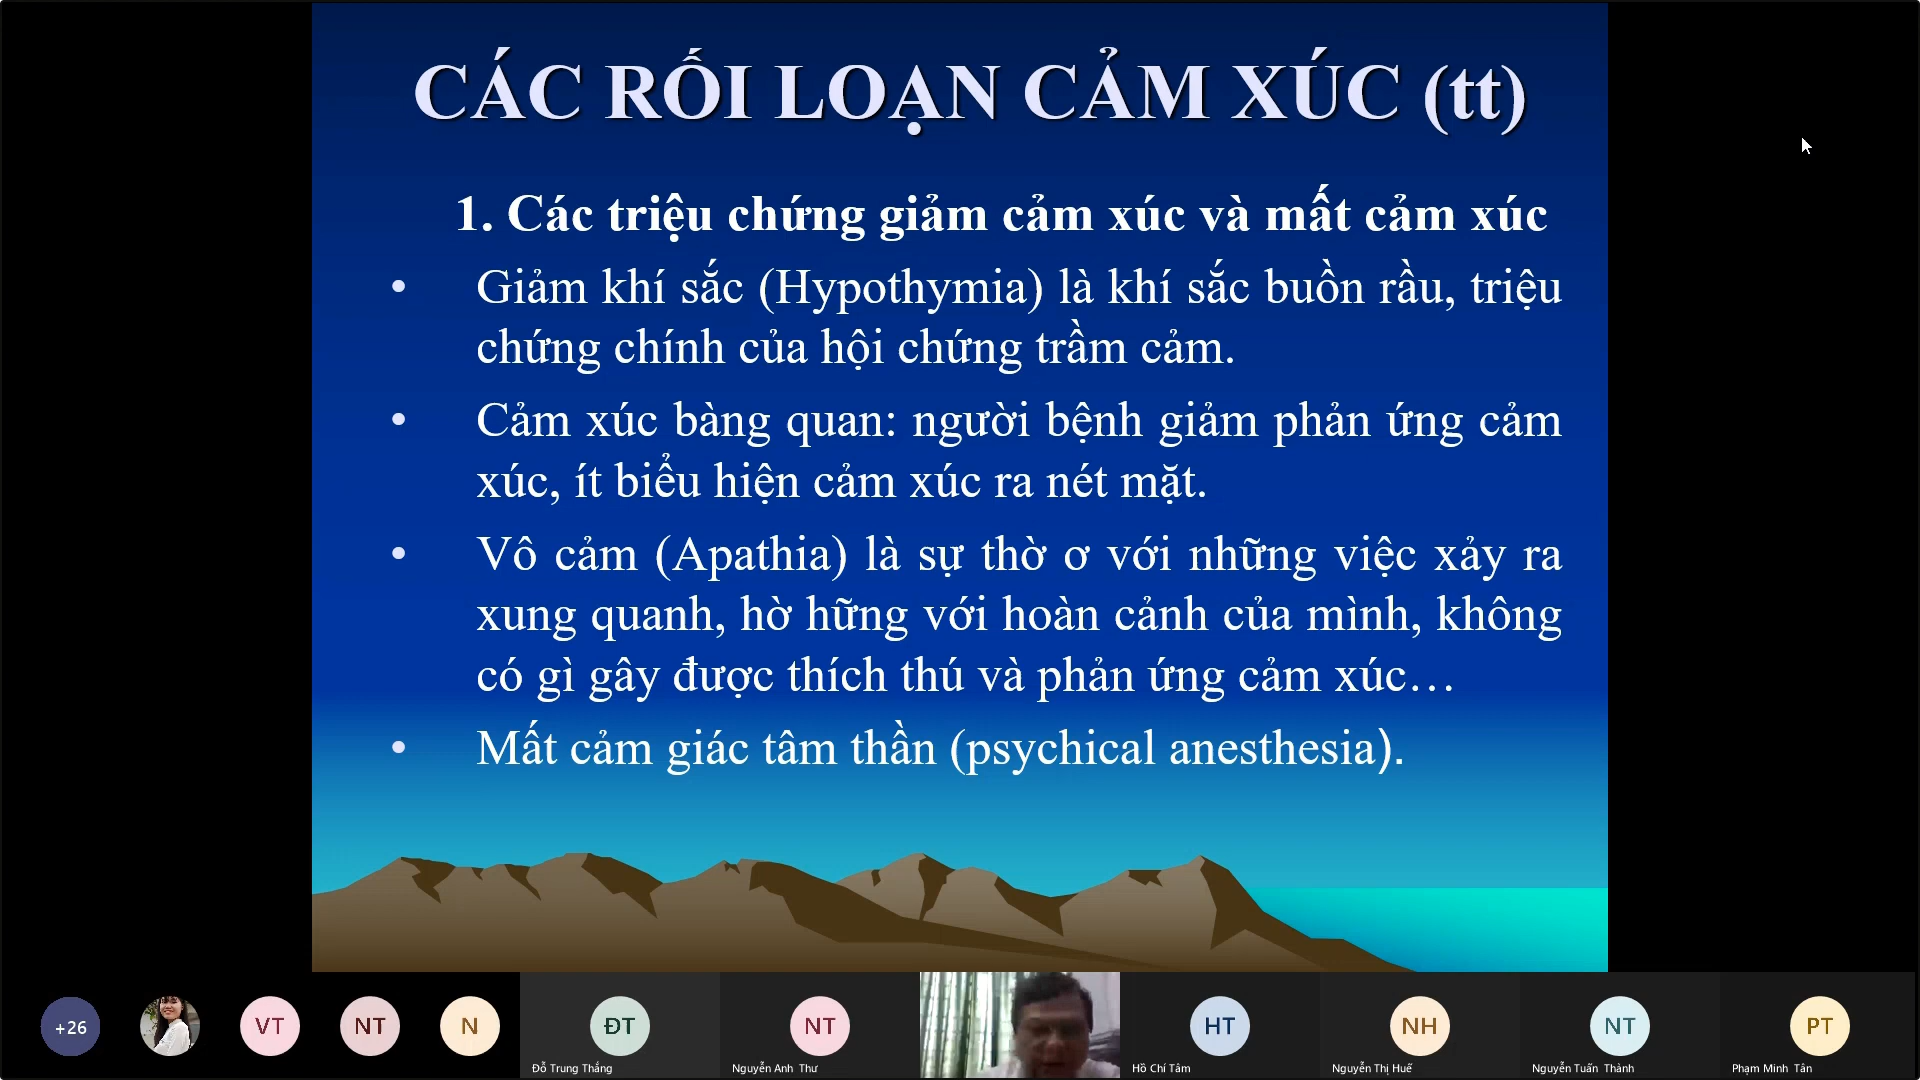 CÁC RỐI LOẠN CẢM XÚC (tt)
1. Các triệu chứng giảm cảm xúc và mất cảm xúc
• Giảm khí sắc (Hypothymia) là khí sắc buồn rầu, triệu
chứng chính của hội chứng trầm cảm.
• Cảm xúc bàng quan: người bệnh giảm phản ứng cảm
xúc, ít biểu hiện cảm xúc ra nét mặt.
• Vô cảm (Apathia) là sự thờ ơ với những việc xảy ra
xung quanh, hờ hững với hoàn cảnh của mình, không
có gì gây được thích thú và phản ứng cảm xúc…
• Mất cảm giác tâm thần (psychical anesthesia).
+26
VT
NT
N
ĐT
NT
HT
NH
NT
PT
Đỗ Trung Thắng
Nguyễn Anh Thư
Hồ Chí Tâm
Nguyễn Thị Huế
Nguyễn Tuấn Thành
Phạm Minh Tân